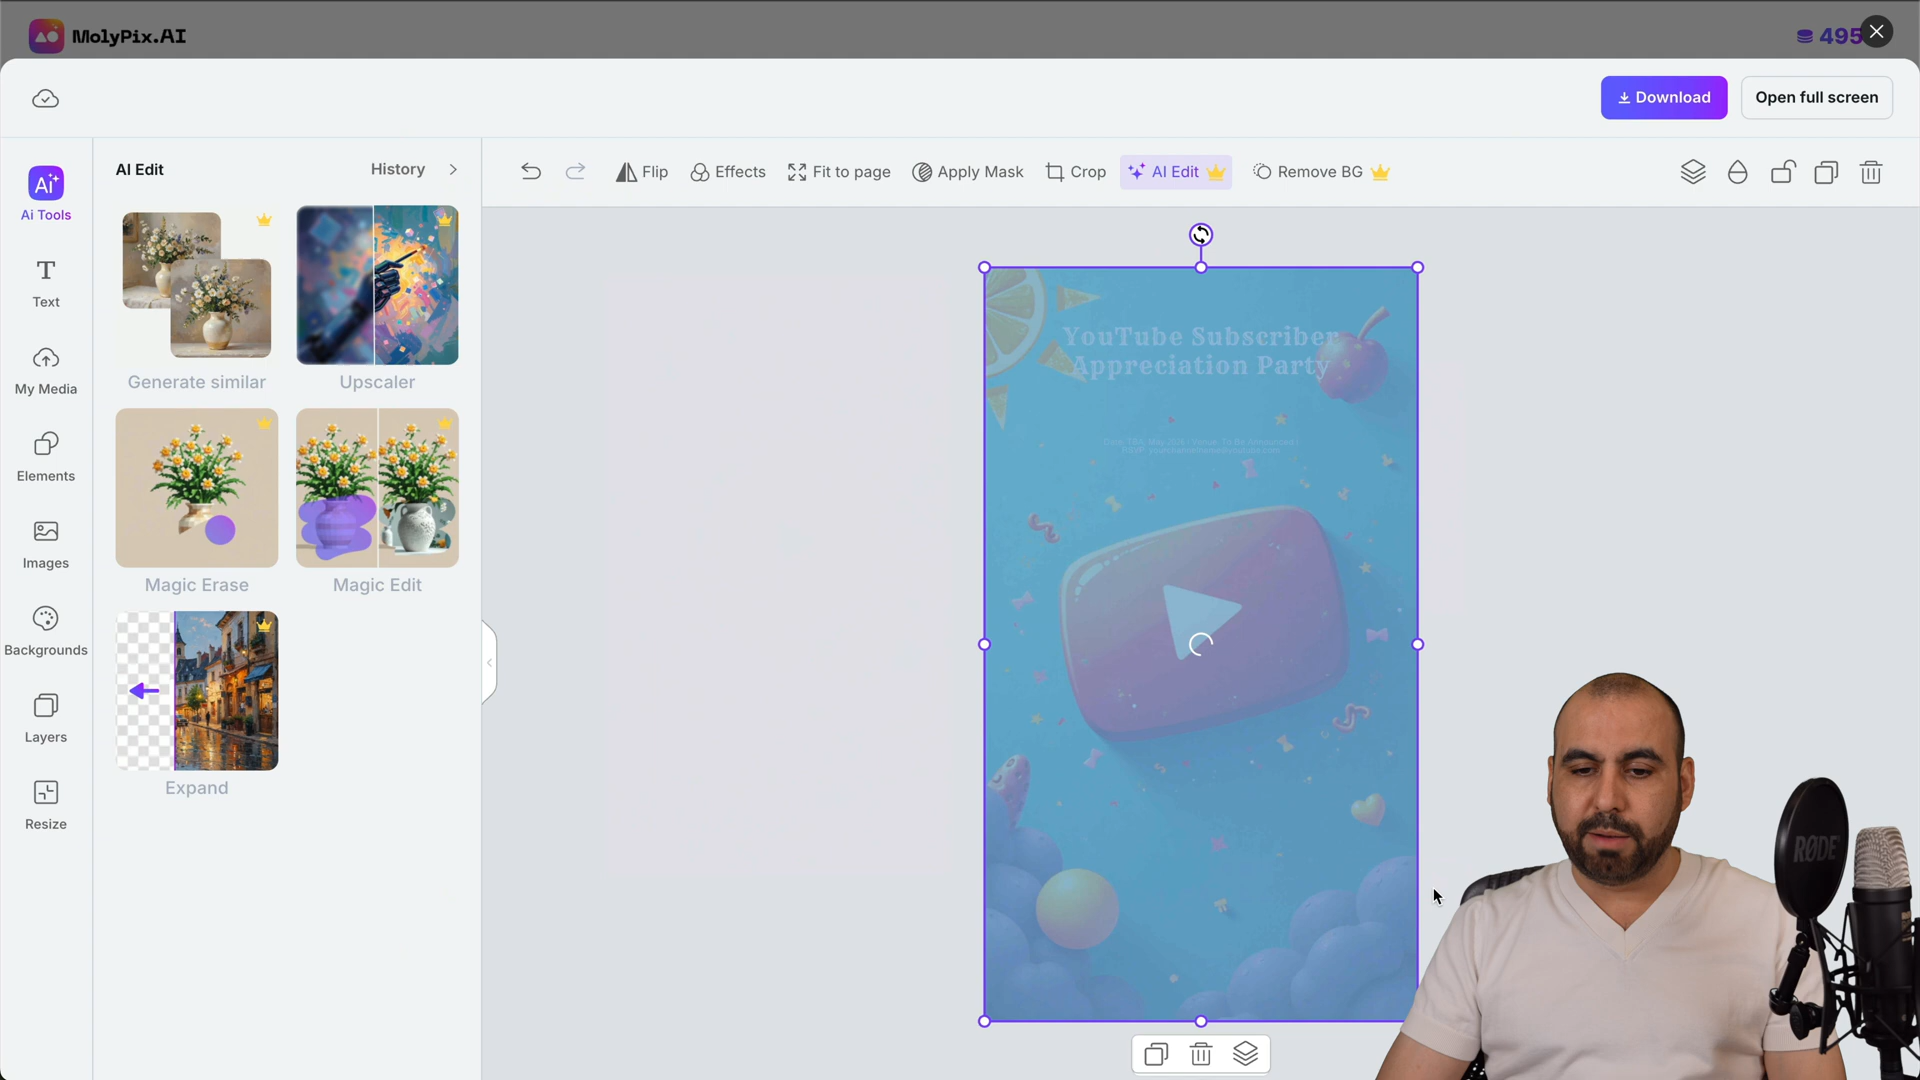 MolyPix.AI
495
Download
Open full screen
AI Edit
History
Flip
Effects
Fit to page
Apply Mask
Crop
AI Edit
Remove BG
Ai
Ai Tools
T
Text
My Media
Elements
Images
Backgrounds
Layers
Resize
Generate similar
Upscaler
Magic Erase
Magic Edit
Expand
YouTube Subscriber
Appreciation Party
RØDE